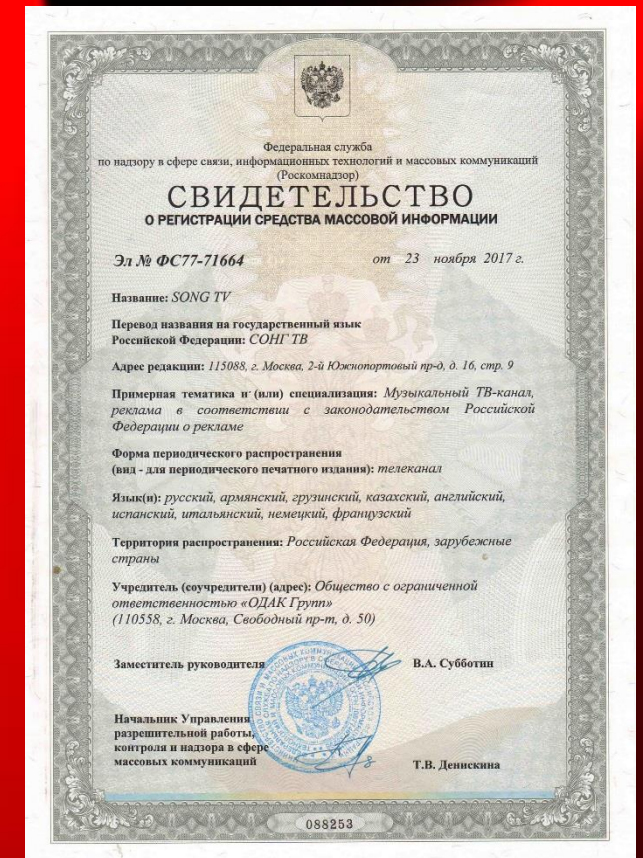 Федеральная служба
по надзору в сфере связи, информационных технологий и массовых коммуникаций
(Роскомнадзор)
СВИДЕТЕЛЬСТВО
О РЕГИСТРАЦИИ СРЕДСТВА МАССОВОЙ ИНФОРМАЦИИ
Эл № ФС77-71664 от 23 ноября 2017 г.
Название: SONG TV
Перевод названия на государственный язык
Российской Федерации: СОНГ ТВ
Адрес редакции: 115088, г. Москва, 2-й Южнопортовый пр-д, д. 16, стр. 9
Примерная тематика и (или) специализация: Музыкальный ТВ-канал,
реклама в соответствии с законодательством Российской
Федерации о рекламе
Форма периодического распространения
(вид - для периодического печатного издания): телеканал
Язык(и): русский, армянский, грузинский, казахский, английский,
испанский, итальянский, немецкий, французский
Территория распространения: Российская Федерация, зарубежные
страны
Учредитель (соучредители) (адрес): Общество с ограниченной
ответственностью «ОДАК Групп»
(110558, г. Москва, Свободный пр-т, д. 50)
Заместитель руководителя В.А. Субботин
Начальник Управления
разрешительной работы,
контроля и надзора в сфере
массовых коммуникаций Т.В. Денискина
088253